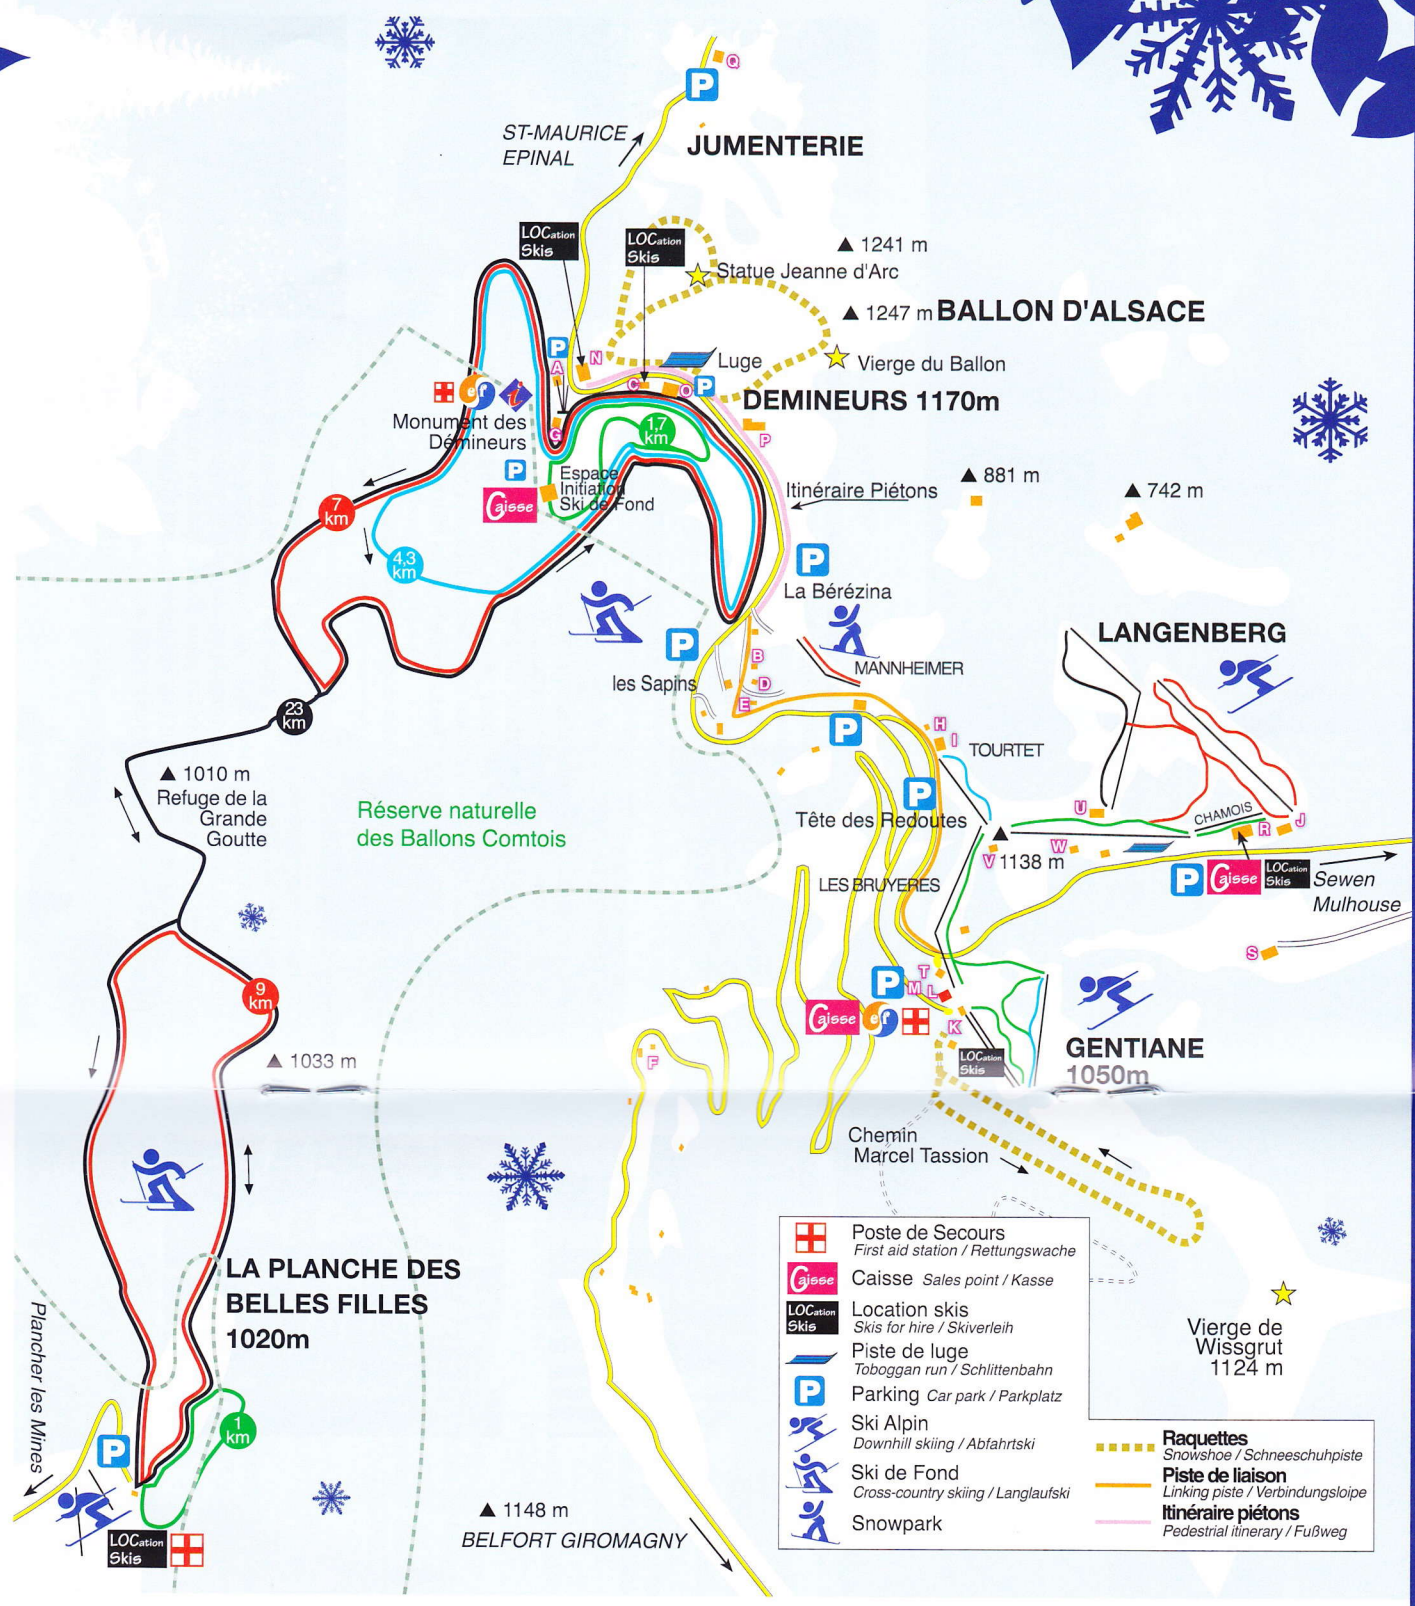 Q
P
JUMENTERIE
ST-MAURICE
EPINAL
LOCation
Skis
LOCation
Skis
1241 m
Statue Jeanne d'Arc
1247 m
BALLON D'ALSACE
Vierge du Ballon
Luge
P
A
N
C
O
P
DEMINEURS 1170m
ef
i
Monument des
Démineurs
G
1,7
km
P
P
Caisse
Espace
Initiation
Ski de Fond
Itinéraire Piétons
881 m
742 m
7
km
4,3
km
P
La Bérézina
P
les Sapins
B
D
E
MANNHEIMER
LANGENBERG
23
km
P
H
I
TOURTET
1010 m
Refuge de la
Grande
Goutte
Réserve naturelle
des Ballons Comtois
P
Tête des Redoutes
U
CHAMOIS
R
J
V
1138 m
W
LES BRUYERES
P
Caisse
LOCation
Skis
Sewen
Mulhouse
S
9
km
T
P
M
L
Caisse
ef
K
LOCation
Skis
GENTIANE
1050m
1033 m
F
Chemin
Marcel Tassion
LA PLANCHE DES
BELLES FILLES
1020m
Plancher les Mines
P
1
km
LOCation
Skis
1148 m
BELFORT GIROMAGNY
Vierge de
Wissgrut
1124 m
Poste de Secours
First aid station / Rettungswache
Caisse
Caisse Sales point / Kasse
LOCation
Skis
Location skis
Skis for hire / Skiverleih
Piste de luge
Toboggan run / Schlittenbahn
P
Parking Car park / Parkplatz
Ski Alpin
Downhill skiing / Abfahrtski
Ski de Fond
Cross-country skiing / Langlaufski
Snowpark
Raquettes
Snowshoe / Schneeschuhpiste
Piste de liaison
Linking piste / Verbindungsloipe
Itinéraire piétons
Pedestrial itinerary / Fußweg